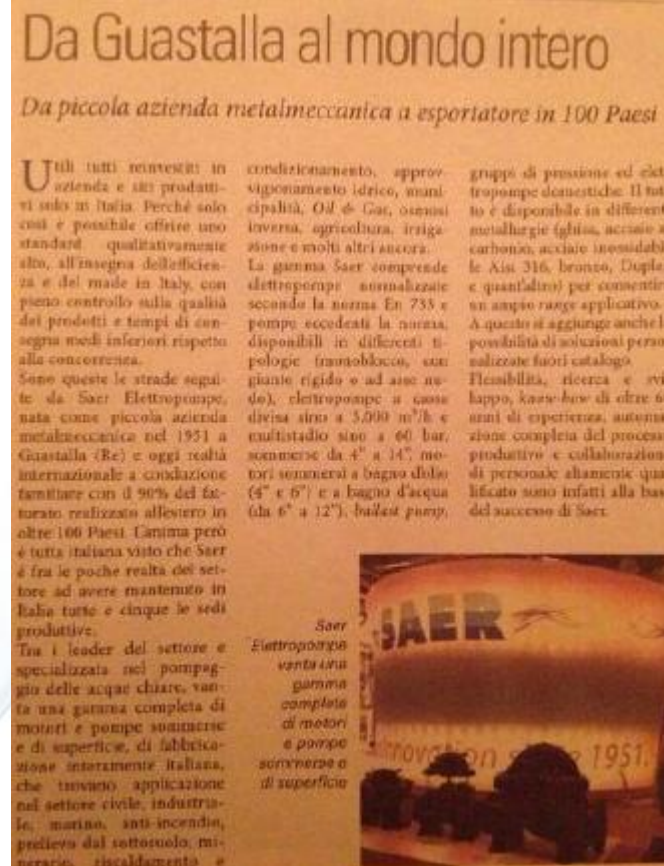 Da Guastalla al mondo intero
Da piccola azienda metalmeccanica a esportatore in 100 Paesi
Utili tutti reinvestiti in
azienda e siti produtti-
vi solo in Italia. Perché solo
così è possibile offrire uno
standard qualitativamente
alto, all'insegna dell'efficien-
za e del made in Italy, con
pieno controllo sulla qualità
dei prodotti e tempi di con-
segna medi inferiori rispetto
alla concorrenza.
Sono queste le strade segui-
te da Saer Elettropompe,
nata come piccola azienda
metalmeccanica nel 1951 a
Guastalla (Re) e oggi realtà
internazionale a conduzione
familiare con il 90% del fat-
turato realizzato all'estero in
oltre 100 Paesi. L'anima però
è tutta italiana visto che Saer
è fra le poche realtà del set-
tore ad avere mantenuto in
Italia tutte e cinque le sedi
produttive.
Tra i leader del settore e
specializzata nel pompag-
gio delle acque chiare, van-
ta una gamma completa di
motori e pompe sommerse
e di superficie, di fabbrica-
zione interamente italiana,
che trovano applicazione
nel settore civile, industria-
le, marino, anti-incendio,
prelievo dal sottosuolo, mi-
nerario, riscaldamento e
condizionamento, approv-
vigionamento idrico, muni-
cipalità, Oil & Gas, osmosi
inversa, agricoltura, irriga-
zione e molti altri ancora.
La gamma Saer comprende
elettropompe normalizzate
secondo la norma En 733 e
pompe eccedenti la norma,
disponibili in differenti ti-
pologie (monoblocco, con
giunto rigido o ad asse nu-
do), elettropompe a cassa
divisa sino a 5.000 m³/h e
multistadio sino a 60 bar,
sommerse da 4" a 14", mo-
tori sommersi a bagno d'olio
(4" e 6") e a bagno d'acqua
(da 6" a 12"), ballast pump,
gruppi di pressione ed elet
tropompe domestiche. Il tut
to è disponibile in different
metallurgie (ghisa, acciaio a
carbonio, acciaio inossidabi
le Aisi 316, bronzo, Duplex
e quant'altro) per consentir
un ampio range applicativo.
A questo si aggiunge anche l
possibilità di soluzioni perso
nalizzate fuori catalogo.
Flessibilità, ricerca e svi
luppo, know-how di oltre 6
anni di esperienza, automa
zione completa del process
produttivo e collaborazion
di personale altamente qua
lificato sono infatti alla bas
del successo di Saer.
Saer
Elettropompe
vanta una
gamma
completa
di motori
e pompe
sommerse e
di superficie
SAER
since 1951.